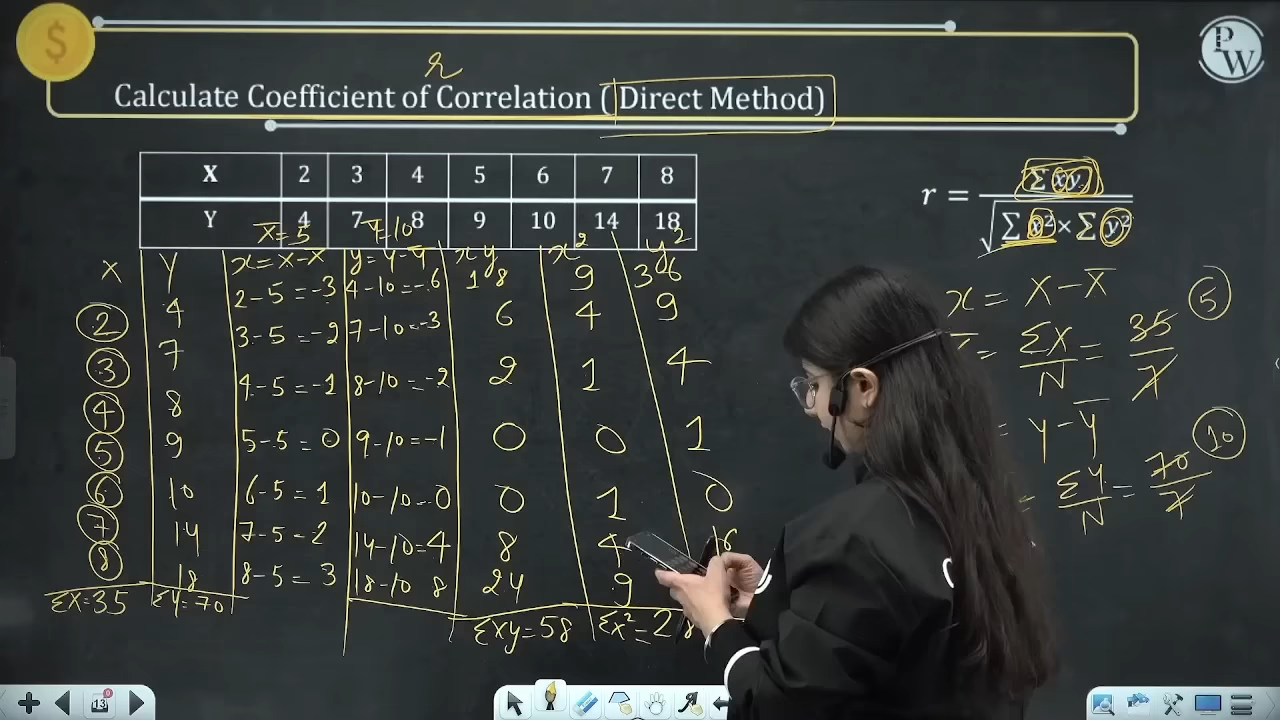 $
PW
r
Calculate Coefficient of Correlation (Direct Method)
X 2 3 4 5 6 7 8
Y 4 7 8 9 10 14 18
X̅=5 Y̅=10
X Y x=X-X̅ y=Y-Y̅ xy x² y²
2 4 2-5=-3 4-10=-6 18 9 36
3 7 3-5=-2 7-10=-3 6 4 9
4 8 4-5=-1 8-10=-2 2 1 4
5 9 5-5=0 9-10=-1 0 0 1
6 10 6-5=1 10-10=0 0 1 0
7 14 7-5=2 14-10=4 8 4 16
8 18 8-5=3 18-10 8 24 9
ΣX=35 ΣY=70 Σxy=58 Σx²=28
r = Σxy / √Σx² × Σy²
x = X-X̅
= ΣX/N = 35/7 5
= Y-Y̅
= ΣY/N = 70/7 10
13